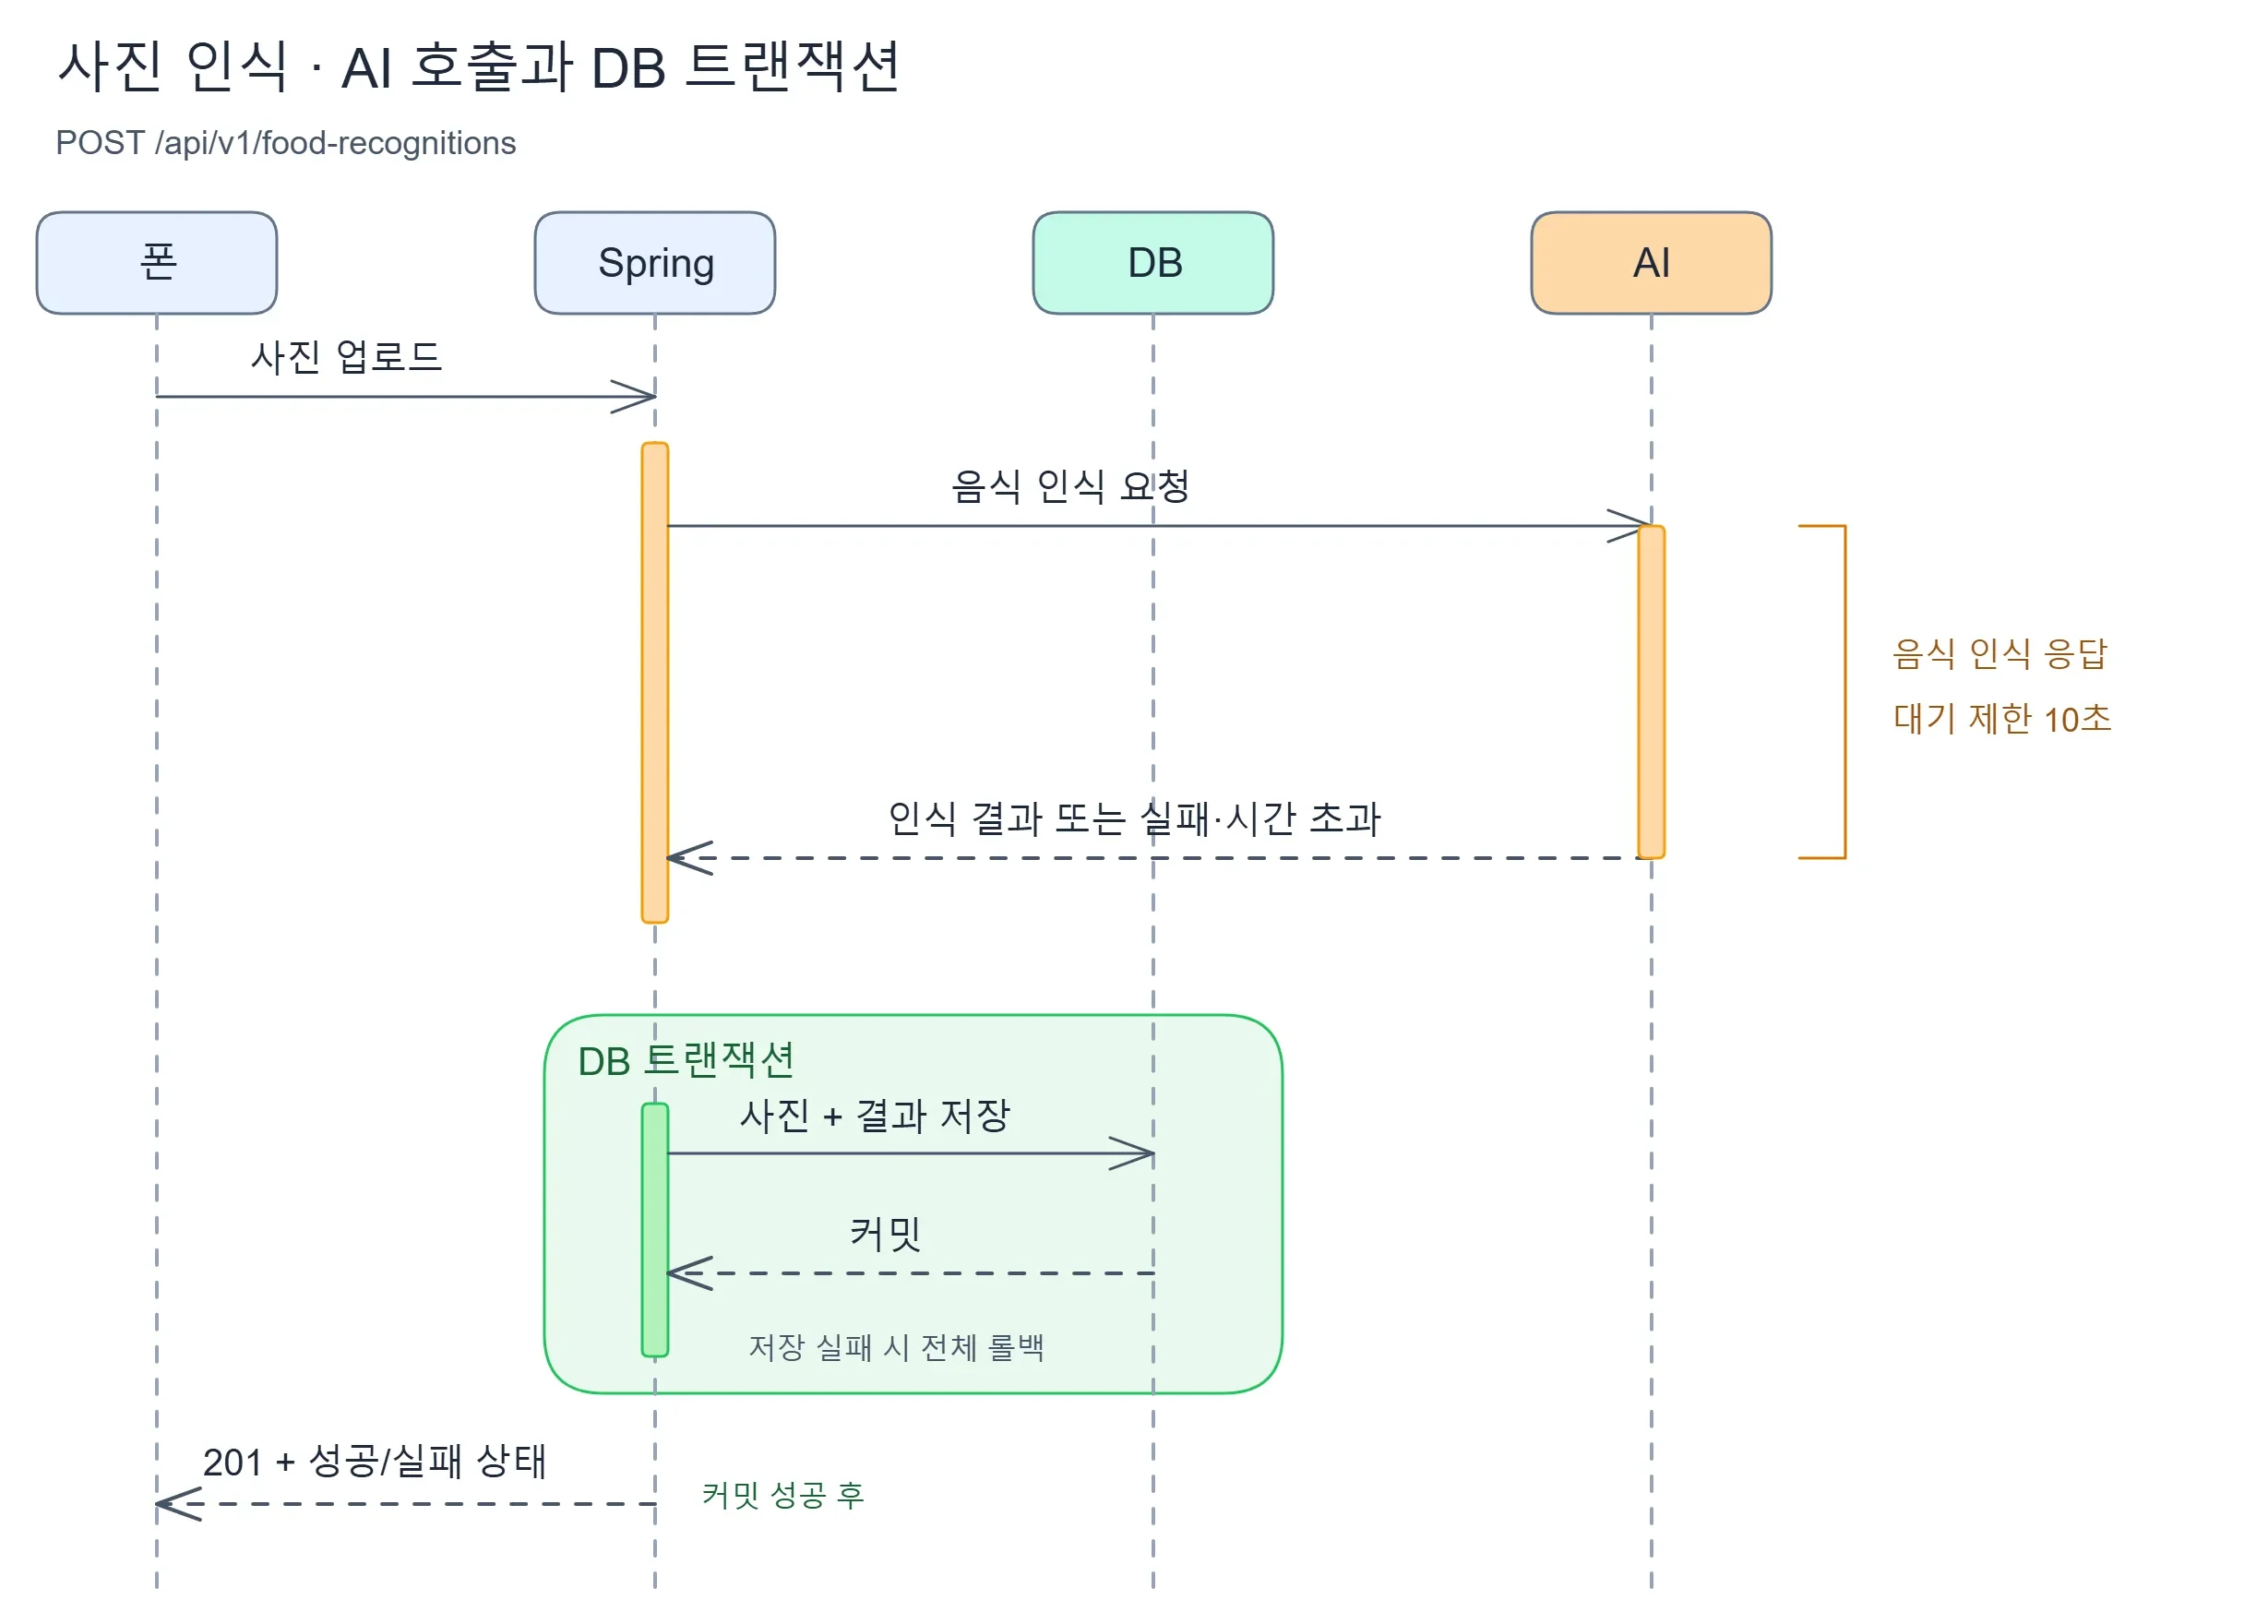 사진 인식 · AI 호출과 DB 트랜잭션
POST /api/v1/food-recognitions
폰
Spring
DB
AI
사진 업로드
음식 인식 요청
음식 인식 응답
대기 제한 10초
인식 결과 또는 실패·시간 초과
DB 트랜잭션
사진 + 결과 저장
커밋
저장 실패 시 전체 롤백
201 + 성공/실패 상태
커밋 성공 후